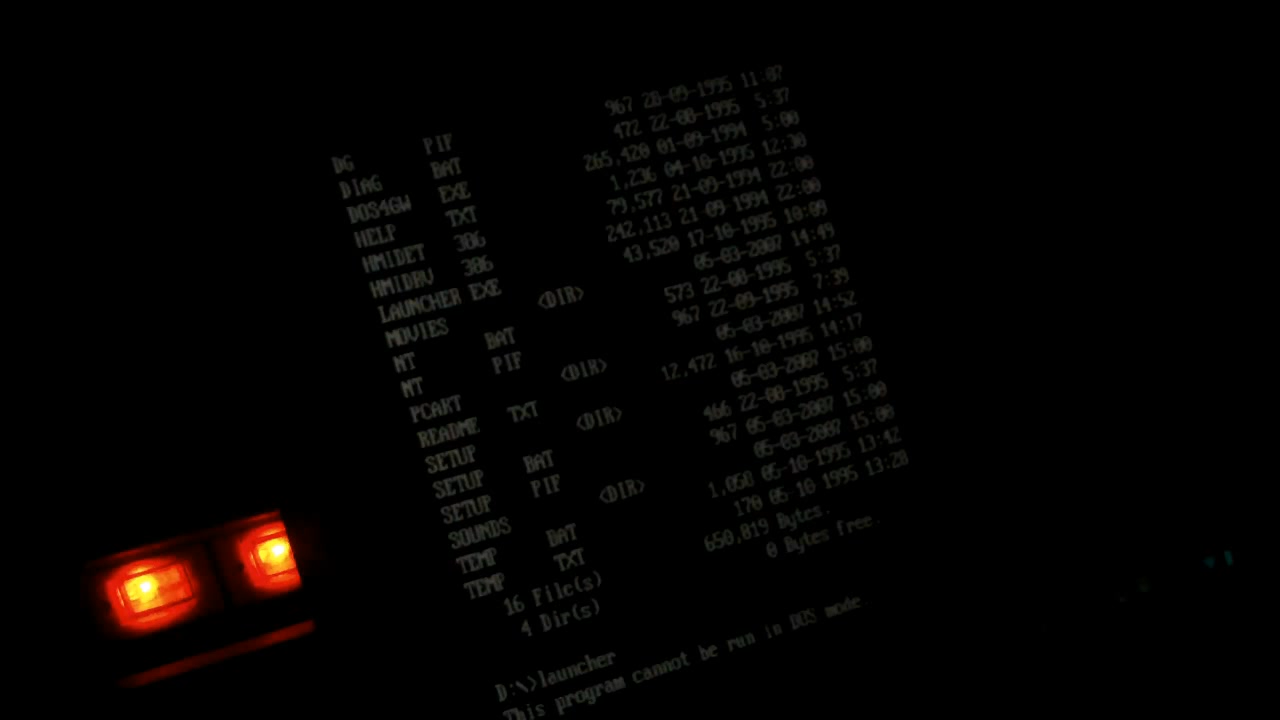 DG PIF 967 28-09-1995 11:07
DIAG BAT 472 22-08-1995 5:37
DOS4GW EXE 265,420 01-09-1994 5:00
HELP TXT 1,236 04-10-1995 12:30
HMIDET 386 79,577 21-09-1994 22:00
HMIDRV 386 242,113 21-09-1994 22:00
LAUNCHER EXE 43,520 17-10-1995 10:09
MOVIES <DIR> 05-03-2007 14:49
NT BAT 573 22-08-1995 5:37
NT PIF 967 22-09-1995 7:39
PCART <DIR> 05-03-2007 14:52
README TXT 12,472 16-10-1995 14:17
SETUP <DIR> 05-03-2007 15:00
SETUP BAT 466 22-08-1995 5:37
SETUP PIF 967 05-03-2007 15:00
SOUNDS <DIR> 05-03-2007 15:00
TEMP BAT 1,050 05-10-1995 13:42
TEMP TXT 170 05-10-1995 13:28
16 File(s) 650,819 Bytes.
4 Dir(s) 0 Bytes free.
D:\>launcher
This program cannot be run in DOS mode.